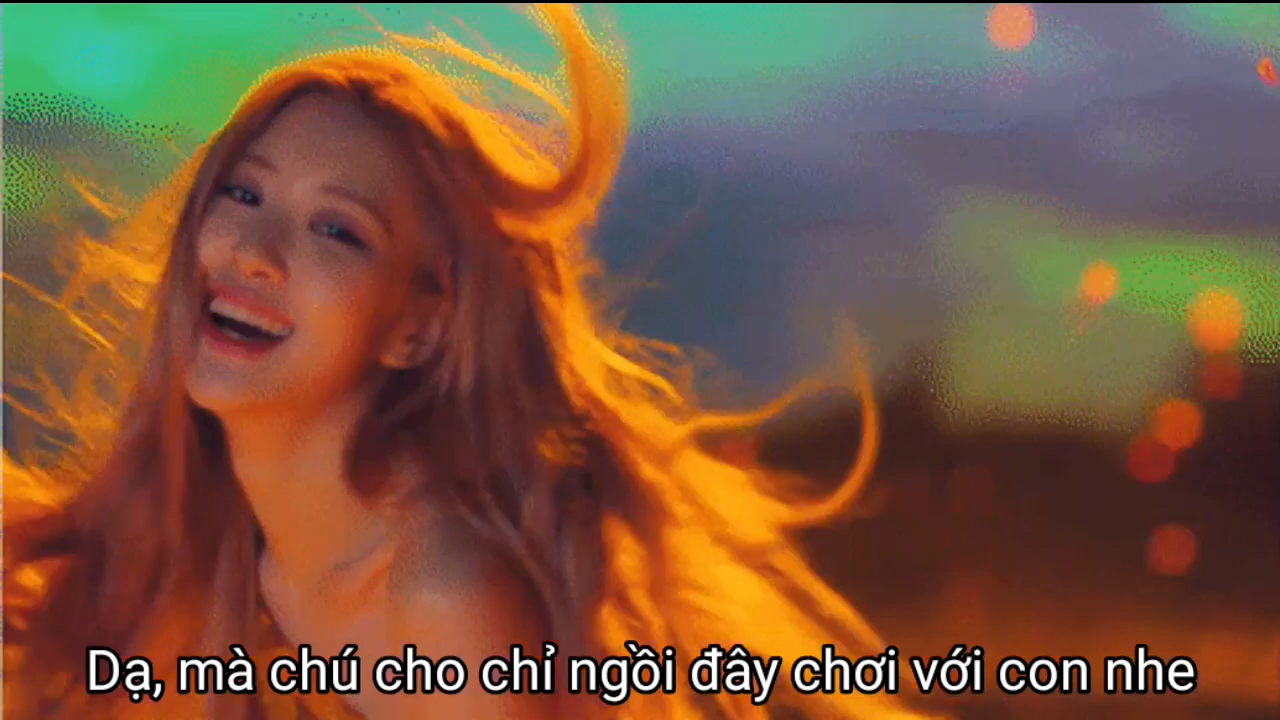 Dạ, mà chú cho chỉ ngồi đây chơi với con nhe